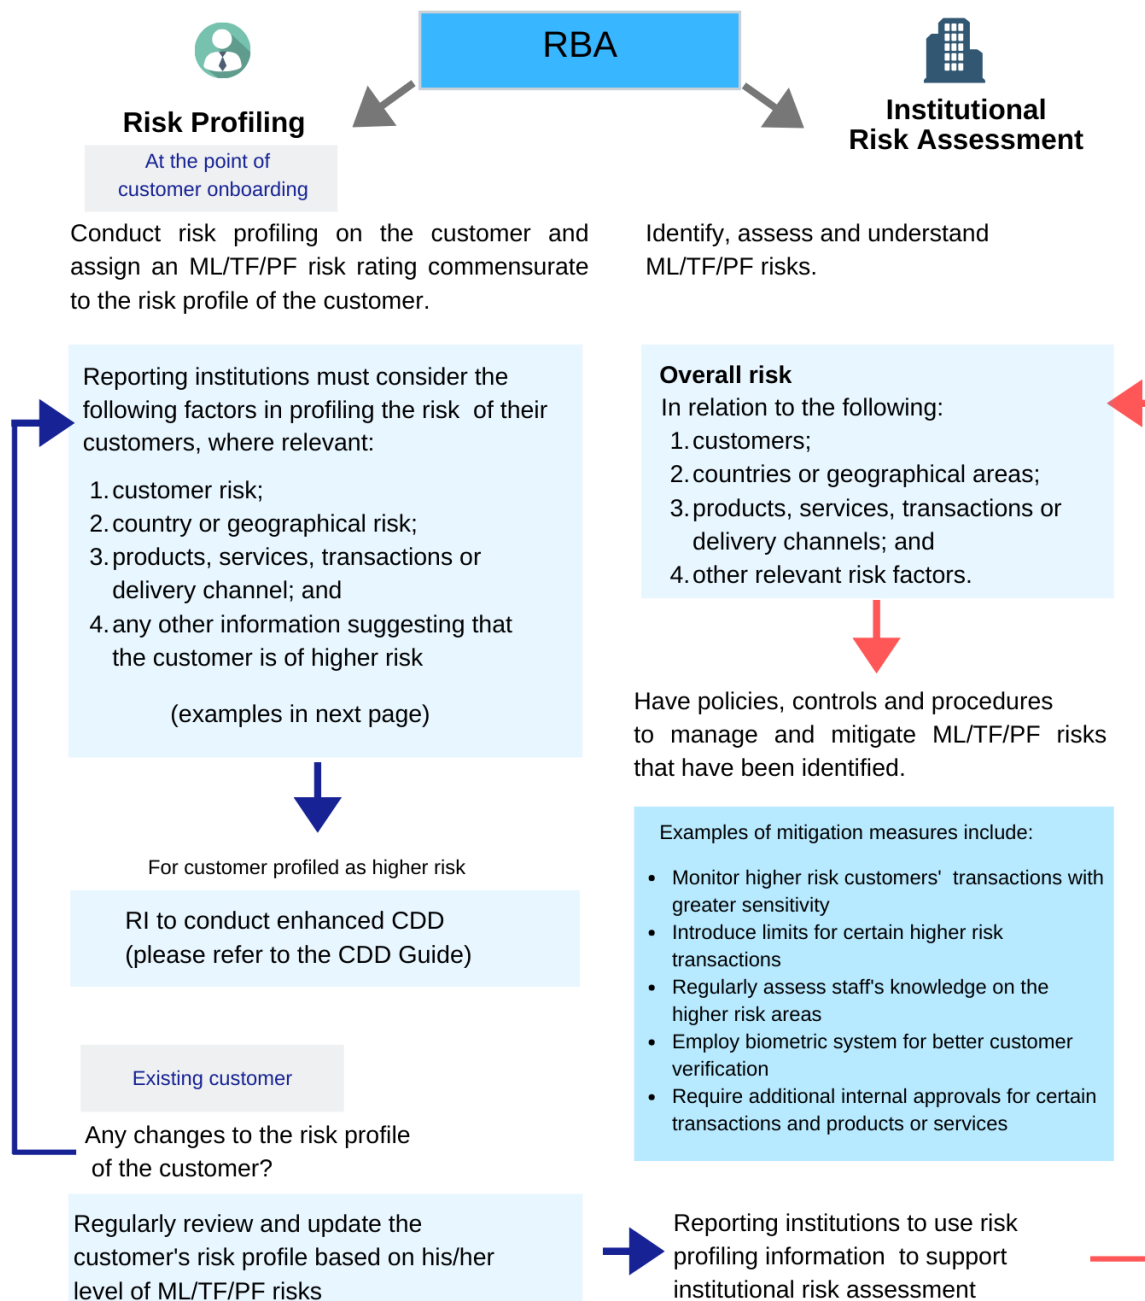 RBA
Risk Profiling
At the point of
customer onboarding
Conduct risk profiling on the customer and
assign an ML/TF/PF risk rating commensurate
to the risk profile of the customer.
Reporting institutions must consider the
following factors in profiling the risk of their
customers, where relevant:
1. customer risk;
2. country or geographical risk;
3. products, services, transactions or
delivery channel; and
4. any other information suggesting that
the customer is of higher risk
(examples in next page)
For customer profiled as higher risk
RI to conduct enhanced CDD
(please refer to the CDD Guide)
Existing customer
Any changes to the risk profile
of the customer?
Regularly review and update the
customer's risk profile based on his/her
level of ML/TF/PF risks
Institutional
Risk Assessment
Identify, assess and understand
ML/TF/PF risks.
Overall risk
In relation to the following:
1. customers;
2. countries or geographical areas;
3. products, services, transactions or
delivery channels; and
4. other relevant risk factors.
Have policies, controls and procedures
to manage and mitigate ML/TF/PF risks
that have been identified.
Examples of mitigation measures include:
• Monitor higher risk customers' transactions with
greater sensitivity
• Introduce limits for certain higher risk
transactions
• Regularly assess staff's knowledge on the
higher risk areas
• Employ biometric system for better customer
verification
• Require additional internal approvals for certain
transactions and products or services
Reporting institutions to use risk
profiling information to support
institutional risk assessment